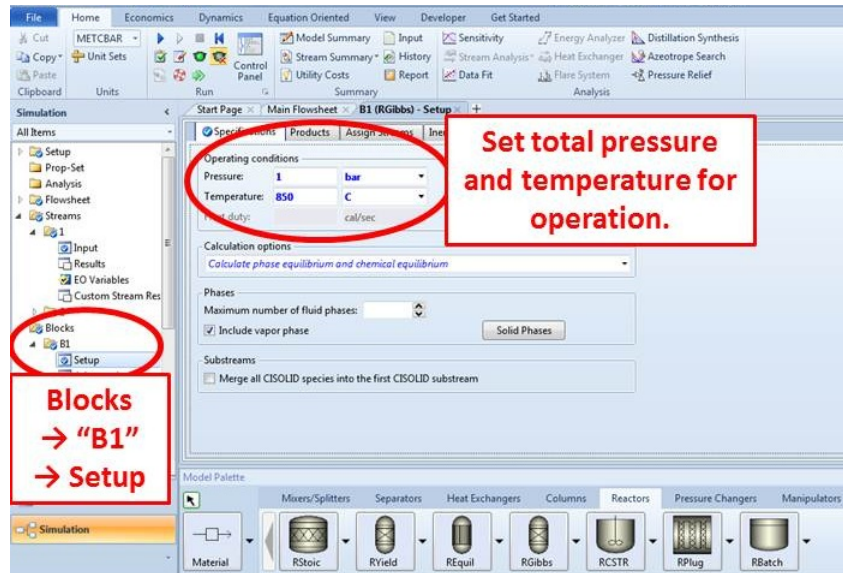 File Home Economics Dynamics Equation Oriented View Developer Get Started
Cut METCBAR Model Summary Input Sensitivity Energy Analyzer Distillation Synthesis
Copy Unit Sets Control Stream Summary History Stream Analysis Heat Exchanger Azeotrope Search
Paste Panel Utility Costs Report Data Fit Flare System Pressure Relief
Clipboard Units Run Summary Analysis
Simulation
Start Page Main Flowsheet B1 (RGibbs) - Setup +
All Items
Specifications Products Assign Streams
Setup
Prop-Set
Analysis
Flowsheet
Streams
1
Input
Results
EO Variables
Custom Stream Res
Blocks
B1
Setup
Operating conditions
Pressure: 1 bar
Temperature: 850 C
duty: cal/sec
Calculation options
Calculate phase equilibrium and chemical equilibrium
Phases
Maximum number of fluid phases:
Include vapor phase Solid Phases
Substreams
Merge all CISOLID species into the first CISOLID substream
Set total pressure
and temperature for
operation.
Blocks
→ “B1”
→ Setup
Simulation
Model Palette
Mixers/Splitters Separators Heat Exchangers Columns Reactors Pressure Changers Manipulators
Material RStoic RYield REquil RGibbs RCSTR RPlug RBatch